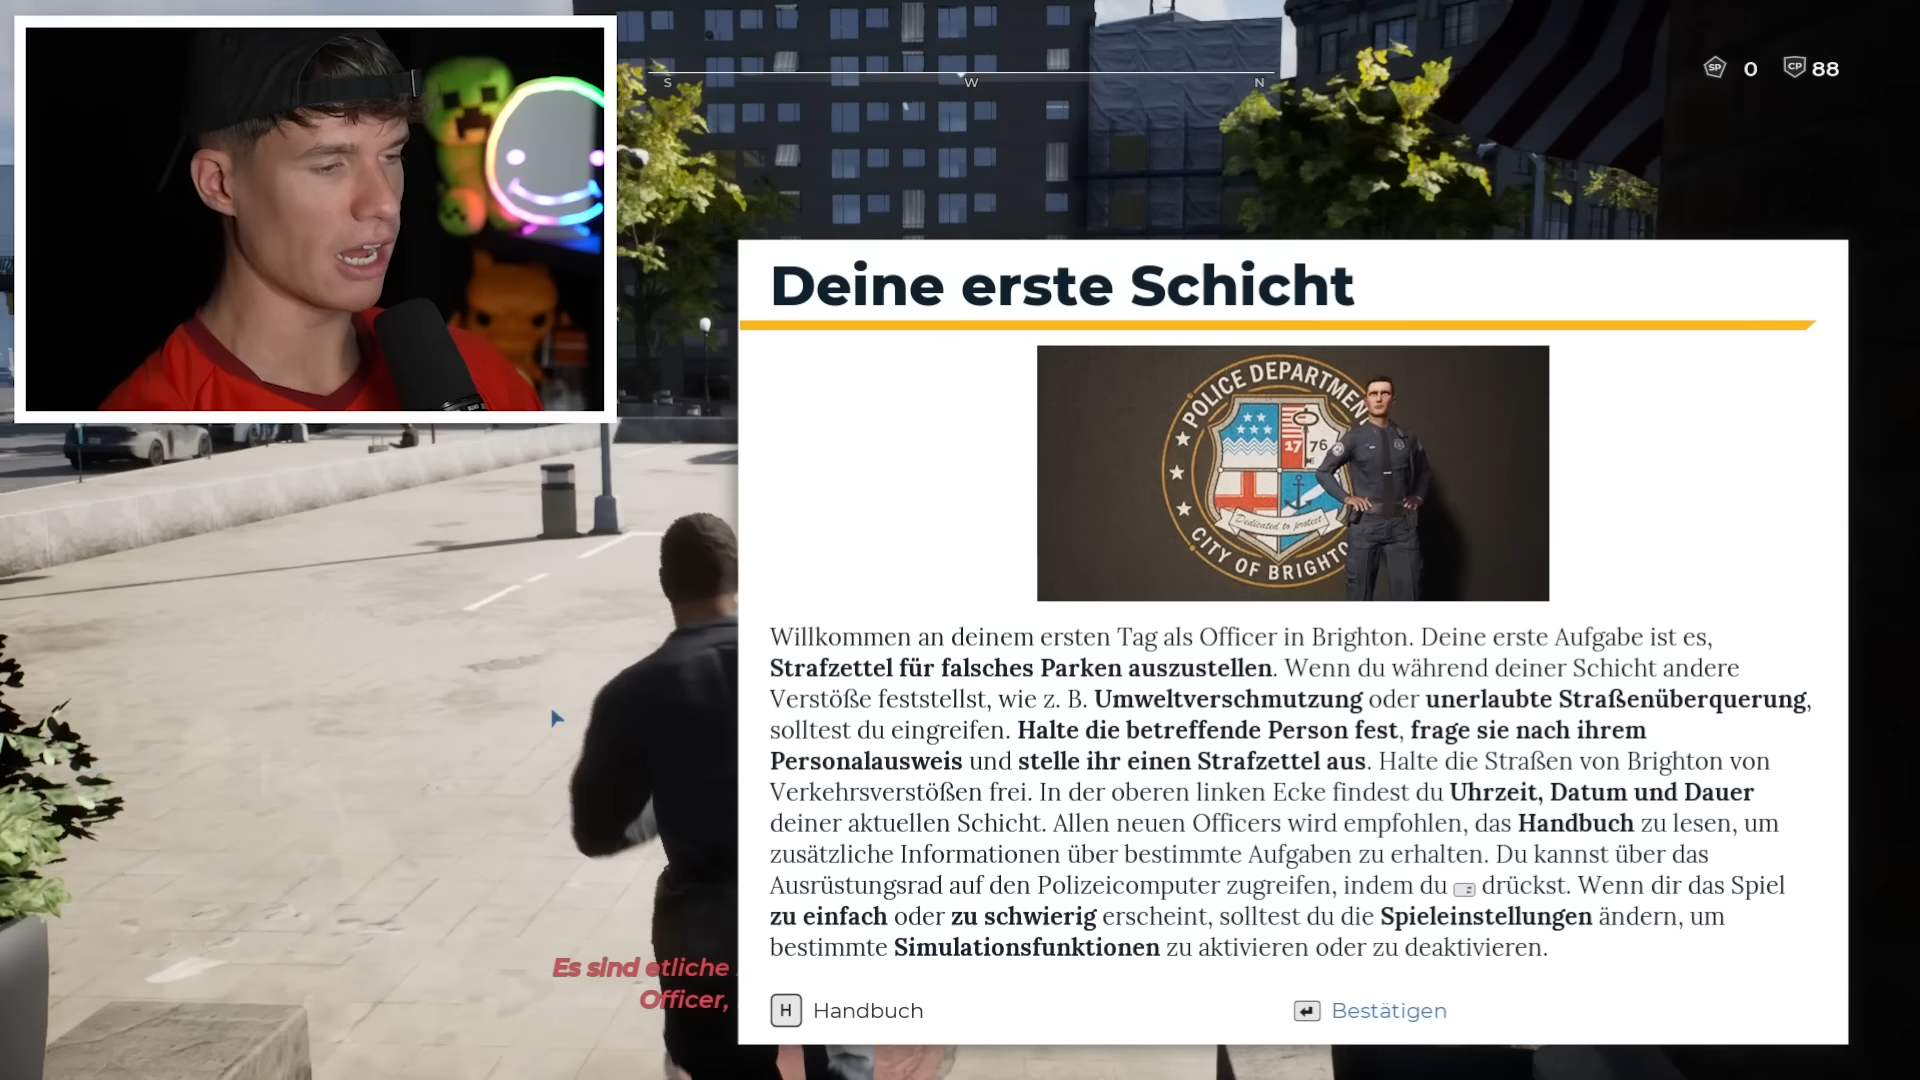 S
W
N
SP 0 CP 88
Deine erste Schicht
POLICE DEPARTMENT
17 76
Dedicated to protect
CITY OF BRIGHTO
Willkommen an deinem ersten Tag als Officer in Brighton. Deine erste Aufgabe ist es,
Strafzettel für falsches Parken auszustellen. Wenn du während deiner Schicht andere
Verstöße feststellst, wie z. B. Umweltverschmutzung oder unerlaubte Straßenüberquerung,
solltest du eingreifen. Halte die betreffende Person fest, frage sie nach ihrem
Personalausweis und stelle ihr einen Strafzettel aus. Halte die Straßen von Brighton von
Verkehrsverstößen frei. In der oberen linken Ecke findest du Uhrzeit, Datum und Dauer
deiner aktuellen Schicht. Allen neuen Officers wird empfohlen, das Handbuch zu lesen, um
zusätzliche Informationen über bestimmte Aufgaben zu erhalten. Du kannst über das
Ausrüstungsrad auf den Polizeicomputer zugreifen, indem du drückst. Wenn dir das Spiel
zu einfach oder zu schwierig erscheint, solltest du die Spieleinstellungen ändern, um
bestimmte Simulationsfunktionen zu aktivieren oder zu deaktivieren.
Es sind etliche
Officer,
H Handbuch
Bestätigen